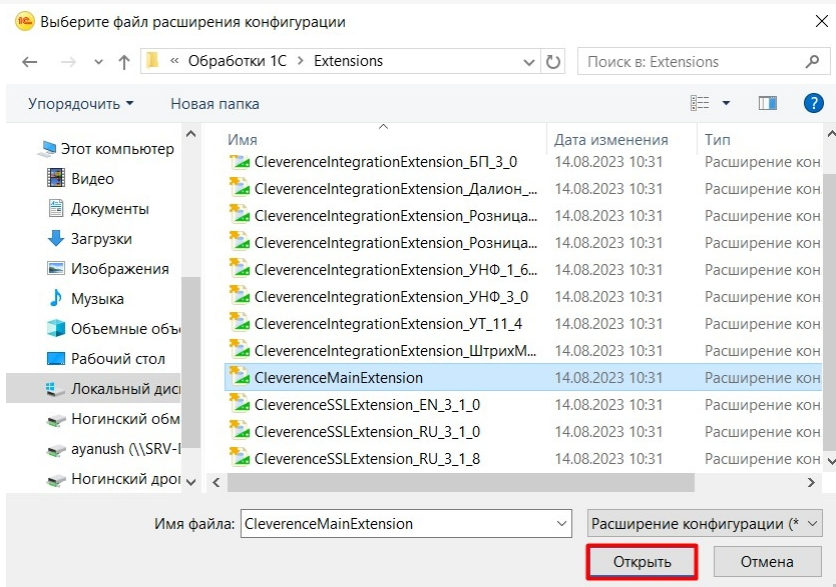 1С Выберите файл расширения конфигурации
« Обработки 1С > Extensions
Поиск в: Extensions
Упорядочить
Новая папка
Этот компьютер
Видео
Документы
Загрузки
Изображения
Музыка
Объемные объ
Рабочий стол
Локальный дис
Ногинский обм
ayanush (\\SRV-
Ногинский
Имя Дата изменения Тип
CleverenceIntegrationExtension_БП_3_0 14.08.2023 10:31 Расширение кон
CleverenceIntegrationExtension_Далион_... 14.08.2023 10:31 Расширение кон
CleverenceIntegrationExtension_Розница... 14.08.2023 10:31 Расширение кон
CleverenceIntegrationExtension_Розница... 14.08.2023 10:31 Расширение кон
CleverenceIntegrationExtension_УНФ_1_6... 14.08.2023 10:31 Расширение кон
CleverenceIntegrationExtension_УНФ_3_0 14.08.2023 10:31 Расширение кон
CleverenceIntegrationExtension_УТ_11_4 14.08.2023 10:31 Расширение кон
CleverenceIntegrationExtension_ШтрихМ... 14.08.2023 10:31 Расширение кон
CleverenceMainExtension 14.08.2023 10:31 Расширение кон
CleverenceSSLExtension_EN_3_1_0 14.08.2023 10:31 Расширение кон
CleverenceSSLExtension_RU_3_1_0 14.08.2023 10:31 Расширение кон
CleverenceSSLExtension_RU_3_1_8 14.08.2023 10:31 Расширение кон
Имя файла: CleverenceMainExtension
Расширение конфигурации (*
Открыть
Отмена